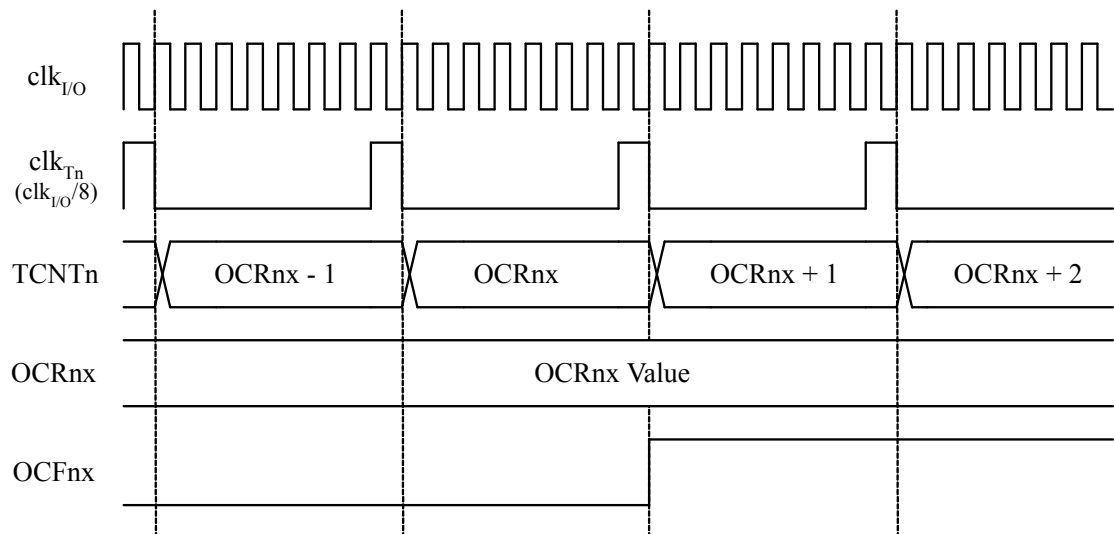 clkI/O
clkTn
(clkI/O/8)
TCNTn
OCRnx - 1
OCRnx
OCRnx + 1
OCRnx + 2
OCRnx
OCRnx Value
OCFnx